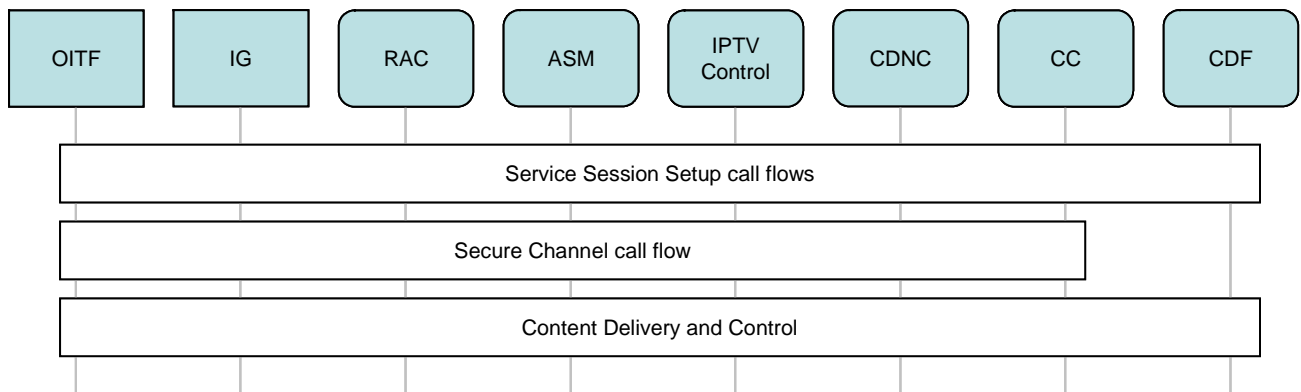 OITF
IG
RAC
ASM
IPTV
Control
CDNC
CC
CDF
Service Session Setup call flows
Secure Channel call flow
Content Delivery and Control